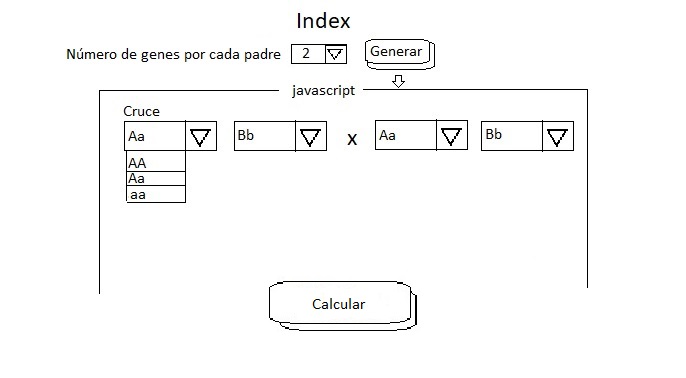 Index
Número de genes por cada padre 2 Generar
javascript
Cruce
Aa Bb x Aa Bb
AA
Aa
aa
Calcular